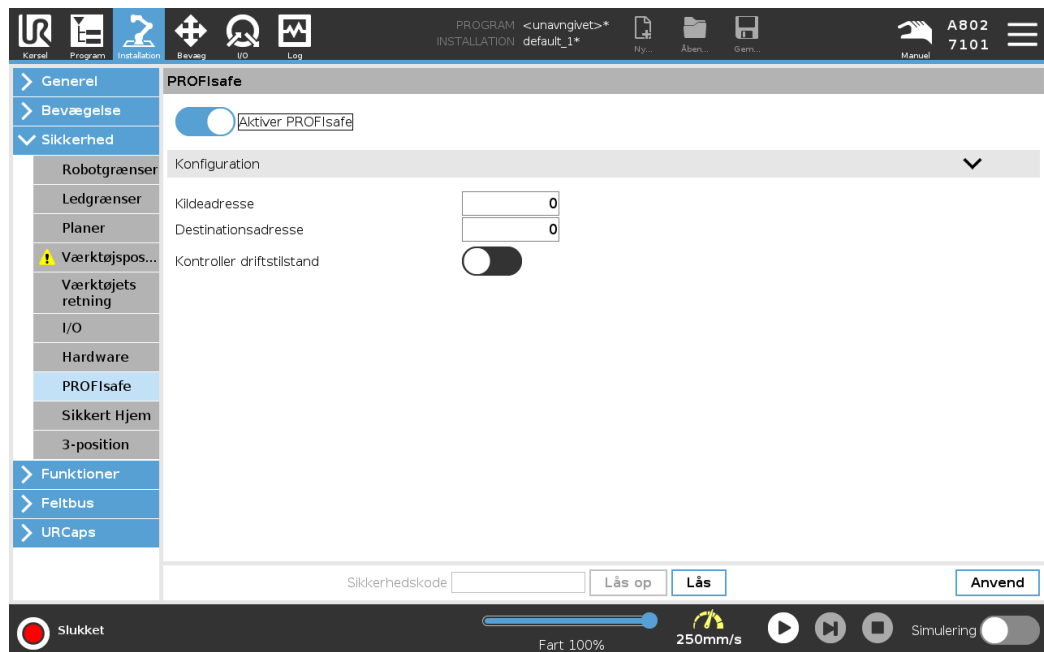 UR
PROGRAM <unavngivet>*
INSTALLATION default_1*
A802
7101
Kørsel Program Installation Bevæg I/O Log Ny... Åben... Gem... Manuel
Generel
Bevægelse
Sikkerhed
Robotgrænser
Ledgrænser
Planer
Værktøjspos...
Værktøjets
retning
I/O
Hardware
PROFIsafe
Sikkert Hjem
3-position
Funktioner
Feltbus
URCaps
PROFIsafe
Aktiver PROFIsafe
Konfiguration
Kildeadresse 0
Destinationsadresse 0
Kontroller driftstilstand
Sikkerhedskode Lås op Lås Anvend
Slukket
Fart 100%
250mm/s
Simulering